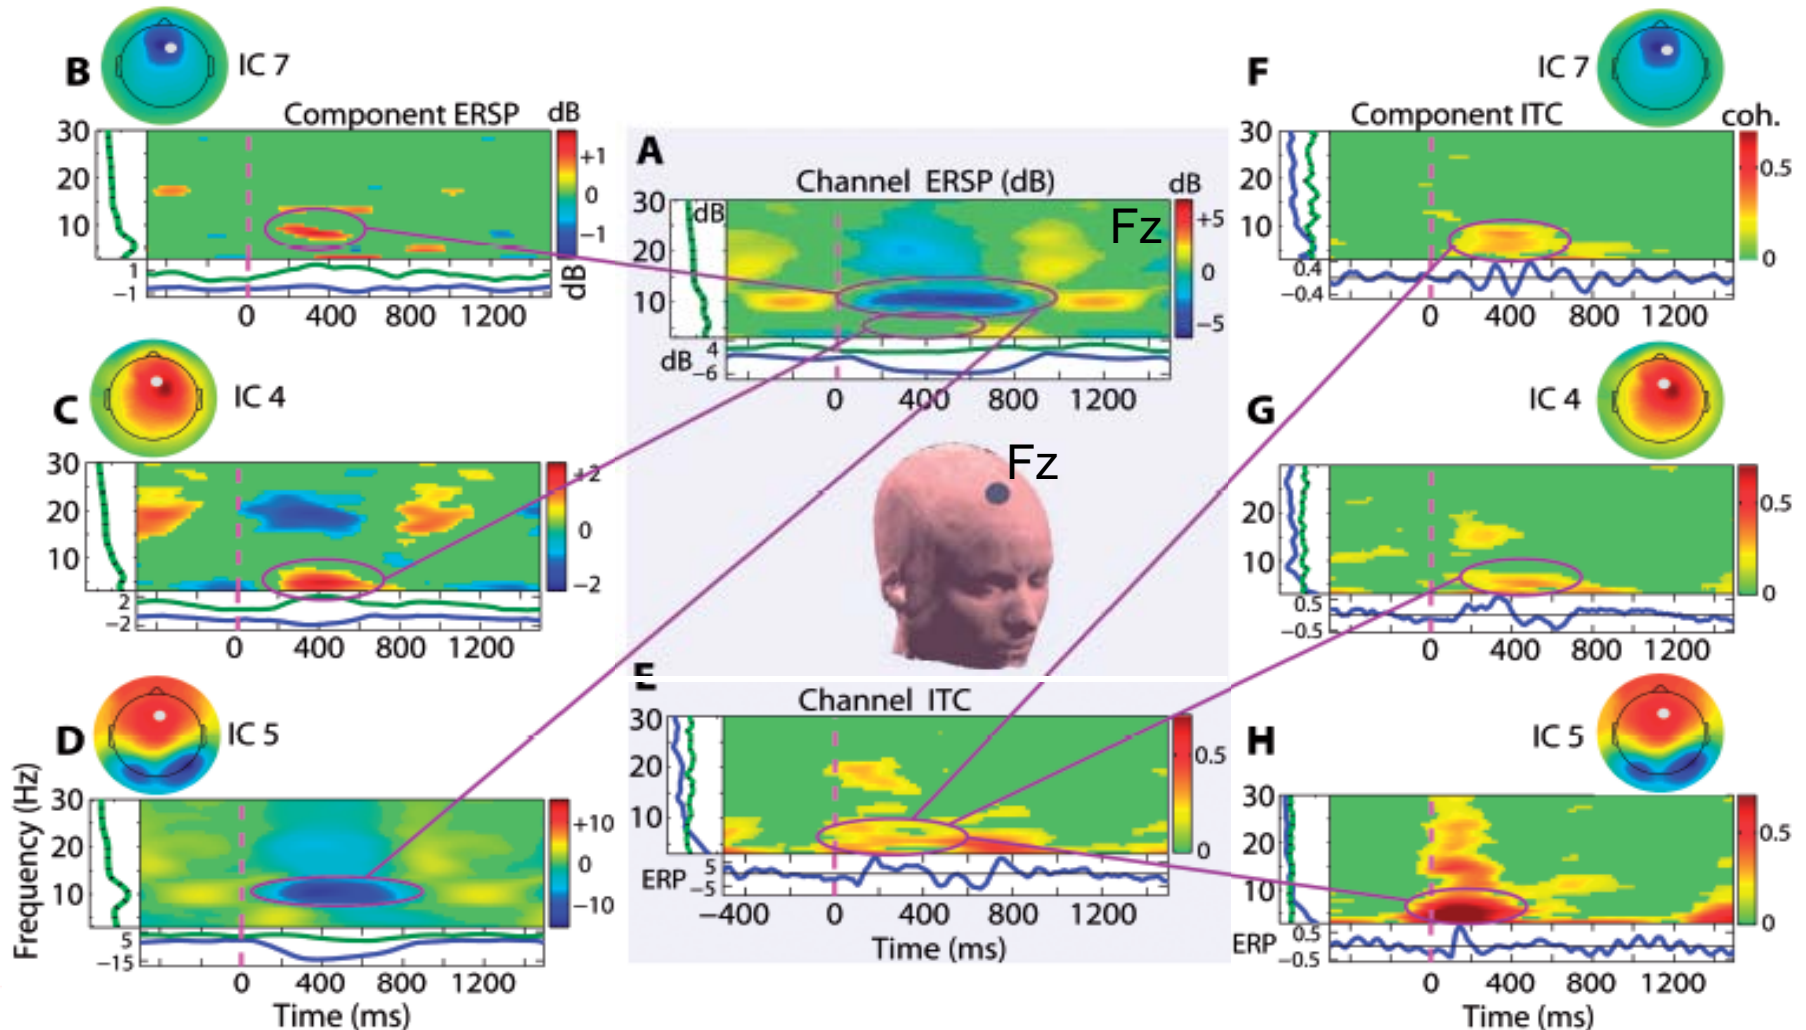 B
IC 7
Component ERSP
dB
30
20
10
+1
0
−1
1
−1
dB
0 400 800 1200
C
IC 4
30
20
10
+2
0
−2
2
−2
0 400 800 1200
D
IC 5
Frequency (Hz)
30
20
10
+10
0
−10
5
−15
0 400 800 1200
Time (ms)
A
Channel ERSP (dB)
dB
30
20
10
dB
Fz
+5
0
−5
dB
4
−6
0 400 800 1200
Fz
E
Channel ITC
30
20
10
0.5
0
ERP
5
−5
−400 0 400 800 1200
Time (ms)
F
IC 7
Component ITC
coh.
30
20
10
0.5
0
0.4
−0.4
0 400 800 1200
G
IC 4
20
10
0.5
0
0.5
−0.5
0 400 800 1200
H
IC 5
30
20
10
0.5
0
ERP
0.5
−0.5
0 400 800 1200
Time (ms)